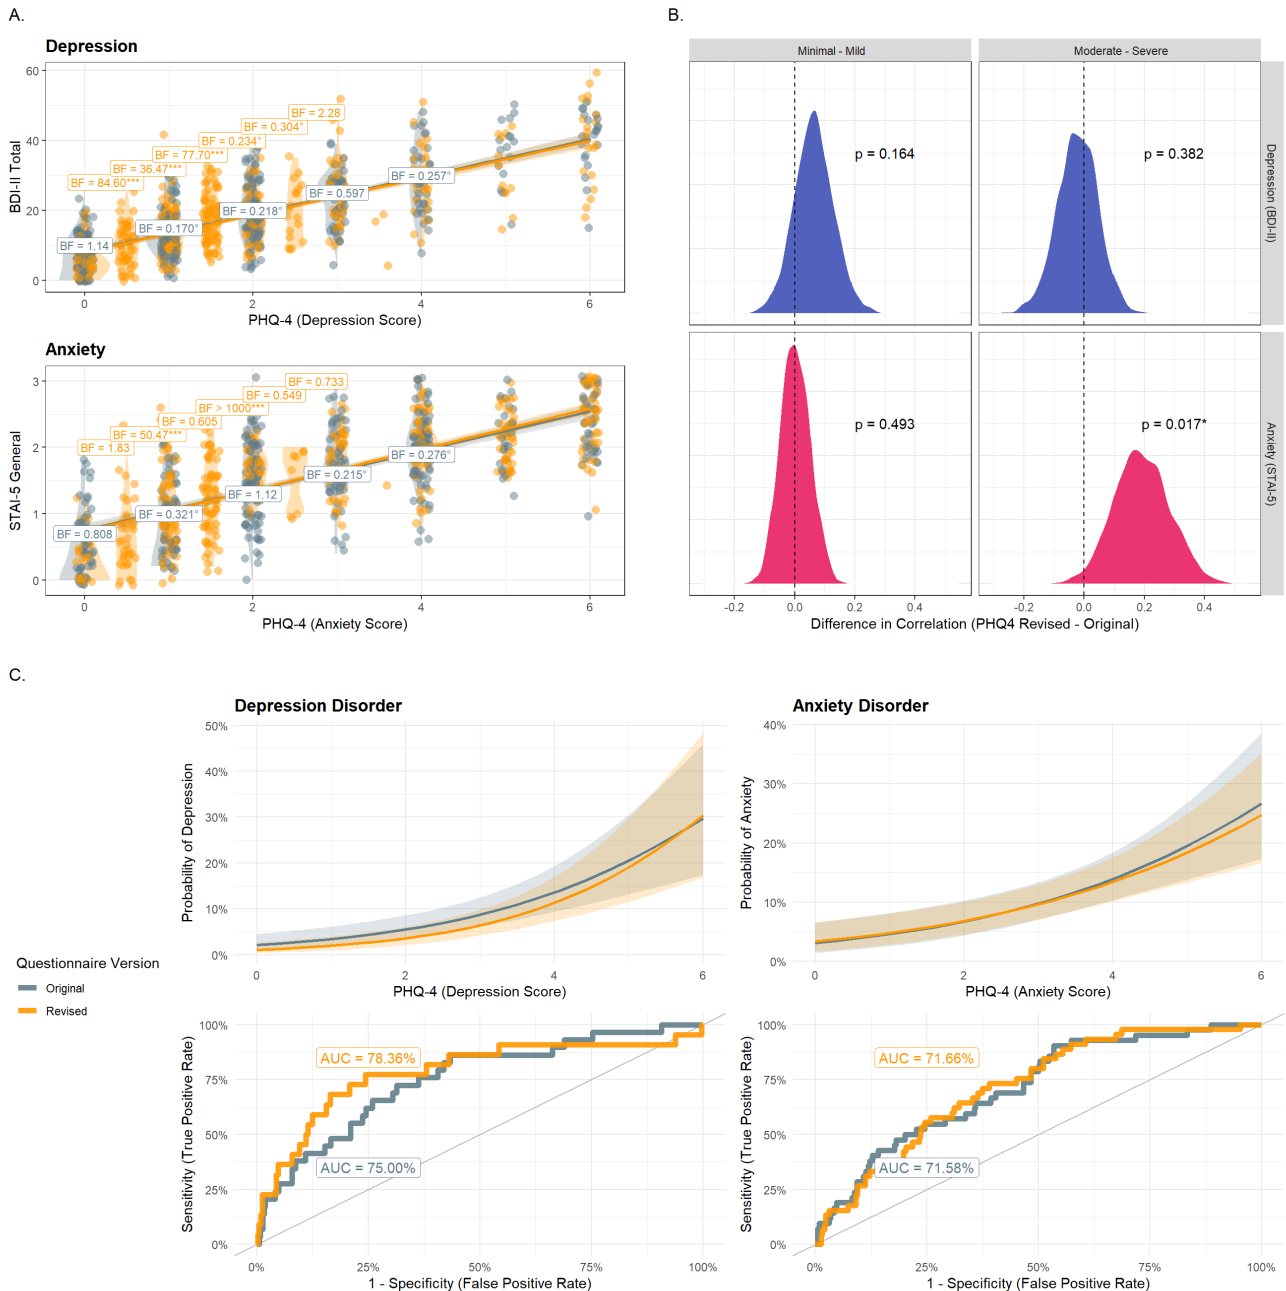 A.
Depression
BDI-II Total
60
40
20
0
BF = 2.28
BF = 0.304°
BF = 0.234°
BF = 77.70***
BF = 36.47***
BF = 84.60***
BF = 0.257°
BF = 0.597
BF = 0.218°
BF = 0.170°
BF = 1.14
0 2 4 6
PHQ-4 (Depression Score)
Anxiety
STAI-5 General
3
2
1
0
BF = 0.733
BF = 0.549
BF > 1000***
BF = 0.605
BF = 50.47***
BF = 1.83
BF = 0.276°
BF = 0.215°
BF = 1.12
BF = 0.321°
BF = 0.808
0 2 4 6
PHQ-4 (Anxiety Score)
B.
Minimal - Mild Moderate - Severe
p = 0.164 p = 0.382
Depression (BDI-II)
p = 0.493 p = 0.017*
Anxiety (STAI-5)
-0.2 0.0 0.2 0.4 -0.2 0.0 0.2 0.4
Difference in Correlation (PHQ4 Revised - Original)
C.
Questionnaire Version
Original
Revised
Depression Disorder
Probability of Depression
50%
40%
30%
20%
10%
0%
0 2 4 6
PHQ-4 (Depression Score)
Anxiety Disorder
Probability of Anxiety
40%
30%
20%
10%
0%
0 2 4 6
PHQ-4 (Anxiety Score)
Sensitivity (True Positive Rate)
100%
75%
50%
25%
0%
AUC = 78.36%
AUC = 75.00%
0% 25% 50% 75% 100%
1 - Specificity (False Positive Rate)
Sensitivity (True Positive Rate)
100%
75%
50%
25%
0%
AUC = 71.66%
AUC = 71.58%
0% 25% 50% 75% 100%
1 - Specificity (False Positive Rate)